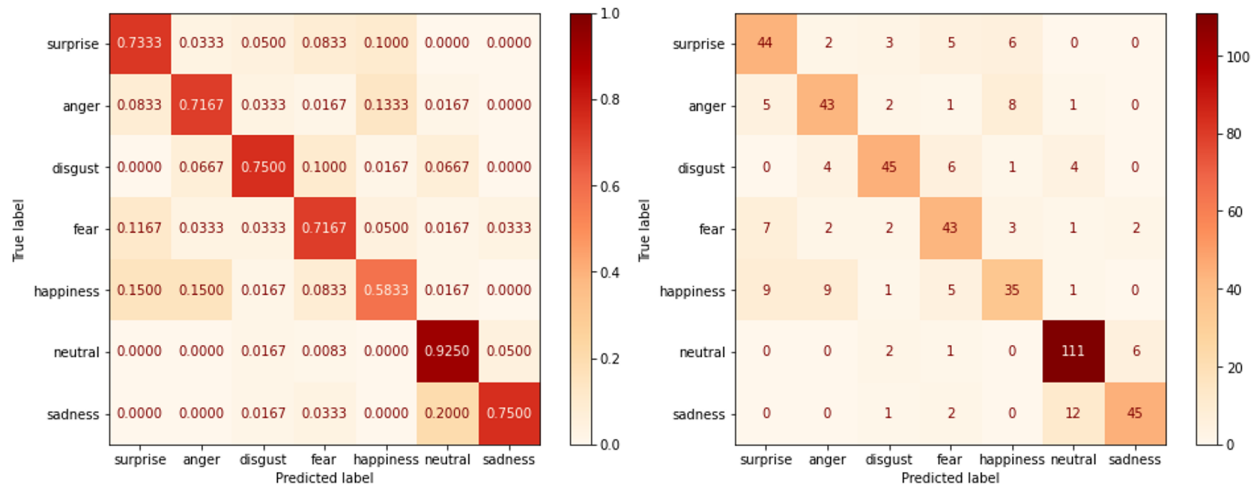 surprise 0.7333 0.0333 0.0500 0.0833 0.1000 0.0000 0.0000
anger 0.0833 0.7167 0.0333 0.0167 0.1333 0.0167 0.0000
disgust 0.0000 0.0667 0.7500 0.1000 0.0167 0.0667 0.0000
fear 0.1167 0.0333 0.0333 0.7167 0.0500 0.0167 0.0333
happiness 0.1500 0.1500 0.0167 0.0833 0.5833 0.0167 0.0000
neutral 0.0000 0.0000 0.0167 0.0083 0.0000 0.9250 0.0500
sadness 0.0000 0.0000 0.0167 0.0333 0.0000 0.2000 0.7500
surprise anger disgust fear happiness neutral sadness
Predicted label
True label
1.0
0.8
0.6
0.4
0.2
0.0
surprise 44 2 3 5 6 0 0
anger 5 43 2 1 8 1 0
disgust 0 4 45 6 1 4 0
fear 7 2 2 43 3 1 2
happiness 9 9 1 5 35 1 0
neutral 0 0 2 1 0 111 6
sadness 0 0 1 2 0 12 45
surprise anger disgust fear happiness neutral sadness
Predicted label
True label
100
80
60
40
20
0